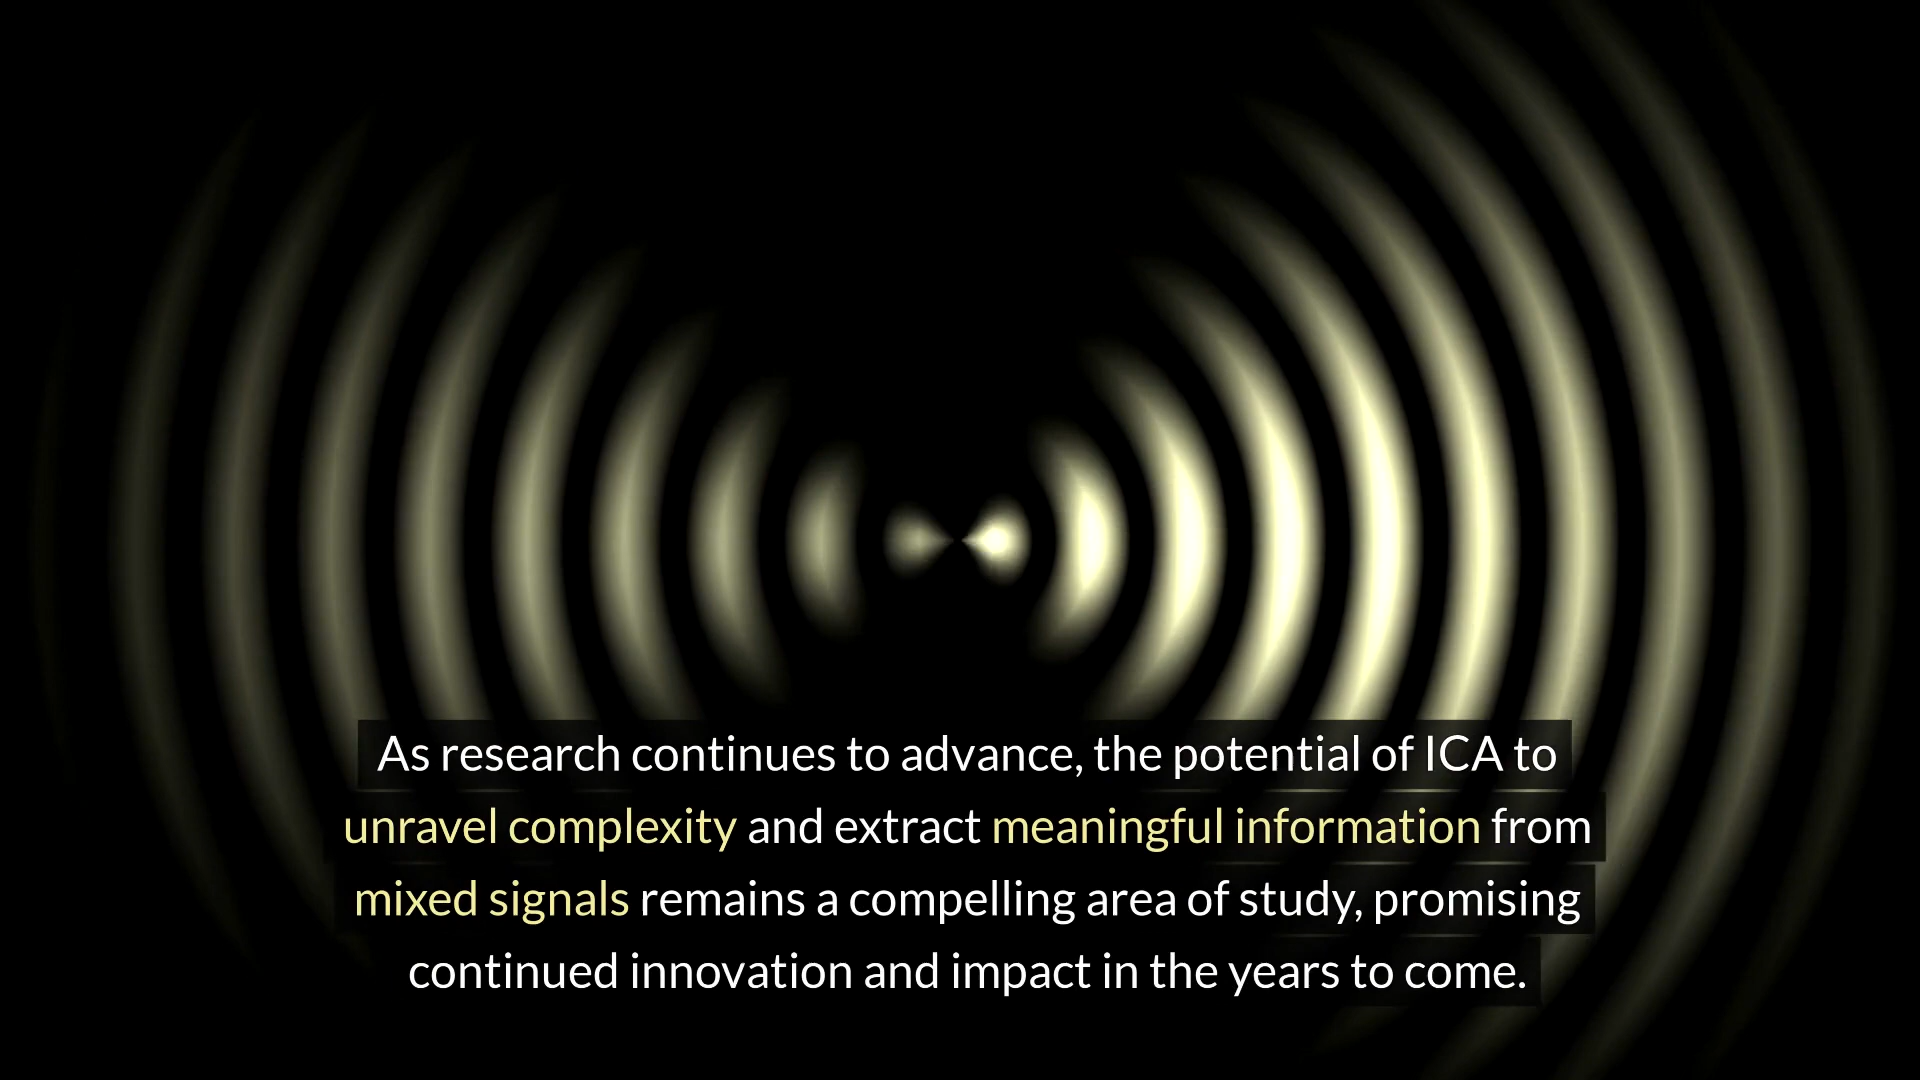 As research continues to advance, the potential of ICA to
unravel complexity and extract meaningful information from
mixed signals remains a compelling area of study, promising
continued innovation and impact in the years to come.